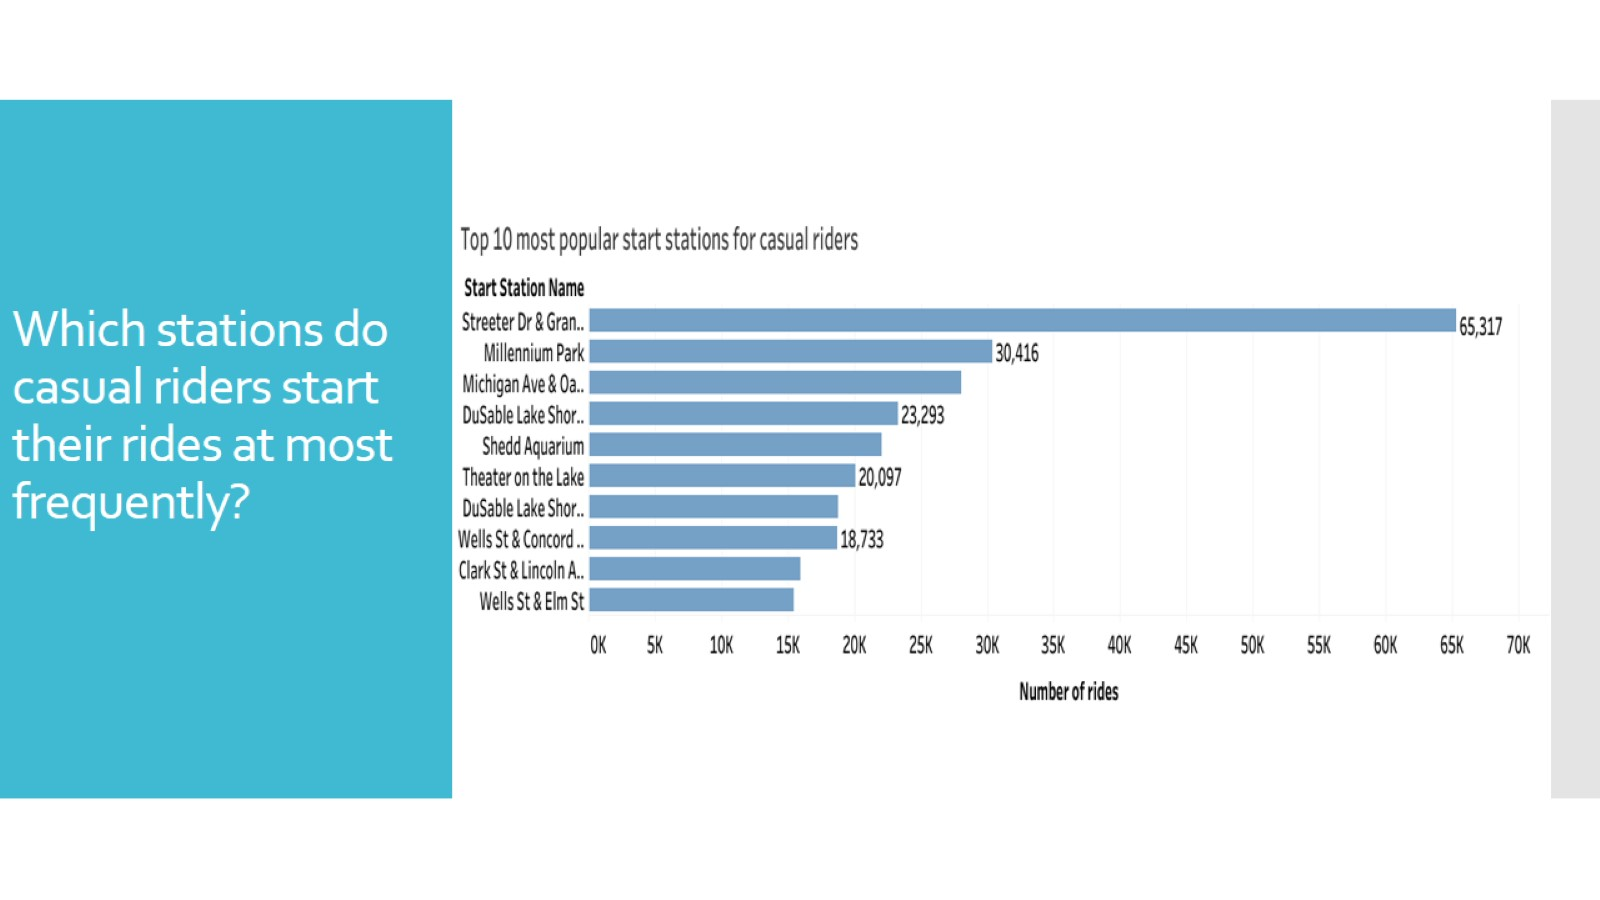 Which stations do
casual riders start
their rides at most
frequently?
Top 10 most popular start stations for casual riders
Start Station Name
Streeter Dr & Gran.. 65,317
Millennium Park 30,416
Michigan Ave & Oa..
DuSable Lake Shor.. 23,293
Shedd Aquarium
Theater on the Lake 20,097
DuSable Lake Shor..
Wells St & Concord .. 18,733
Clark St & Lincoln A..
Wells St & Elm St
0K 5K 10K 15K 20K 25K 30K 35K 40K 45K 50K 55K 60K 65K 70K
Number of rides